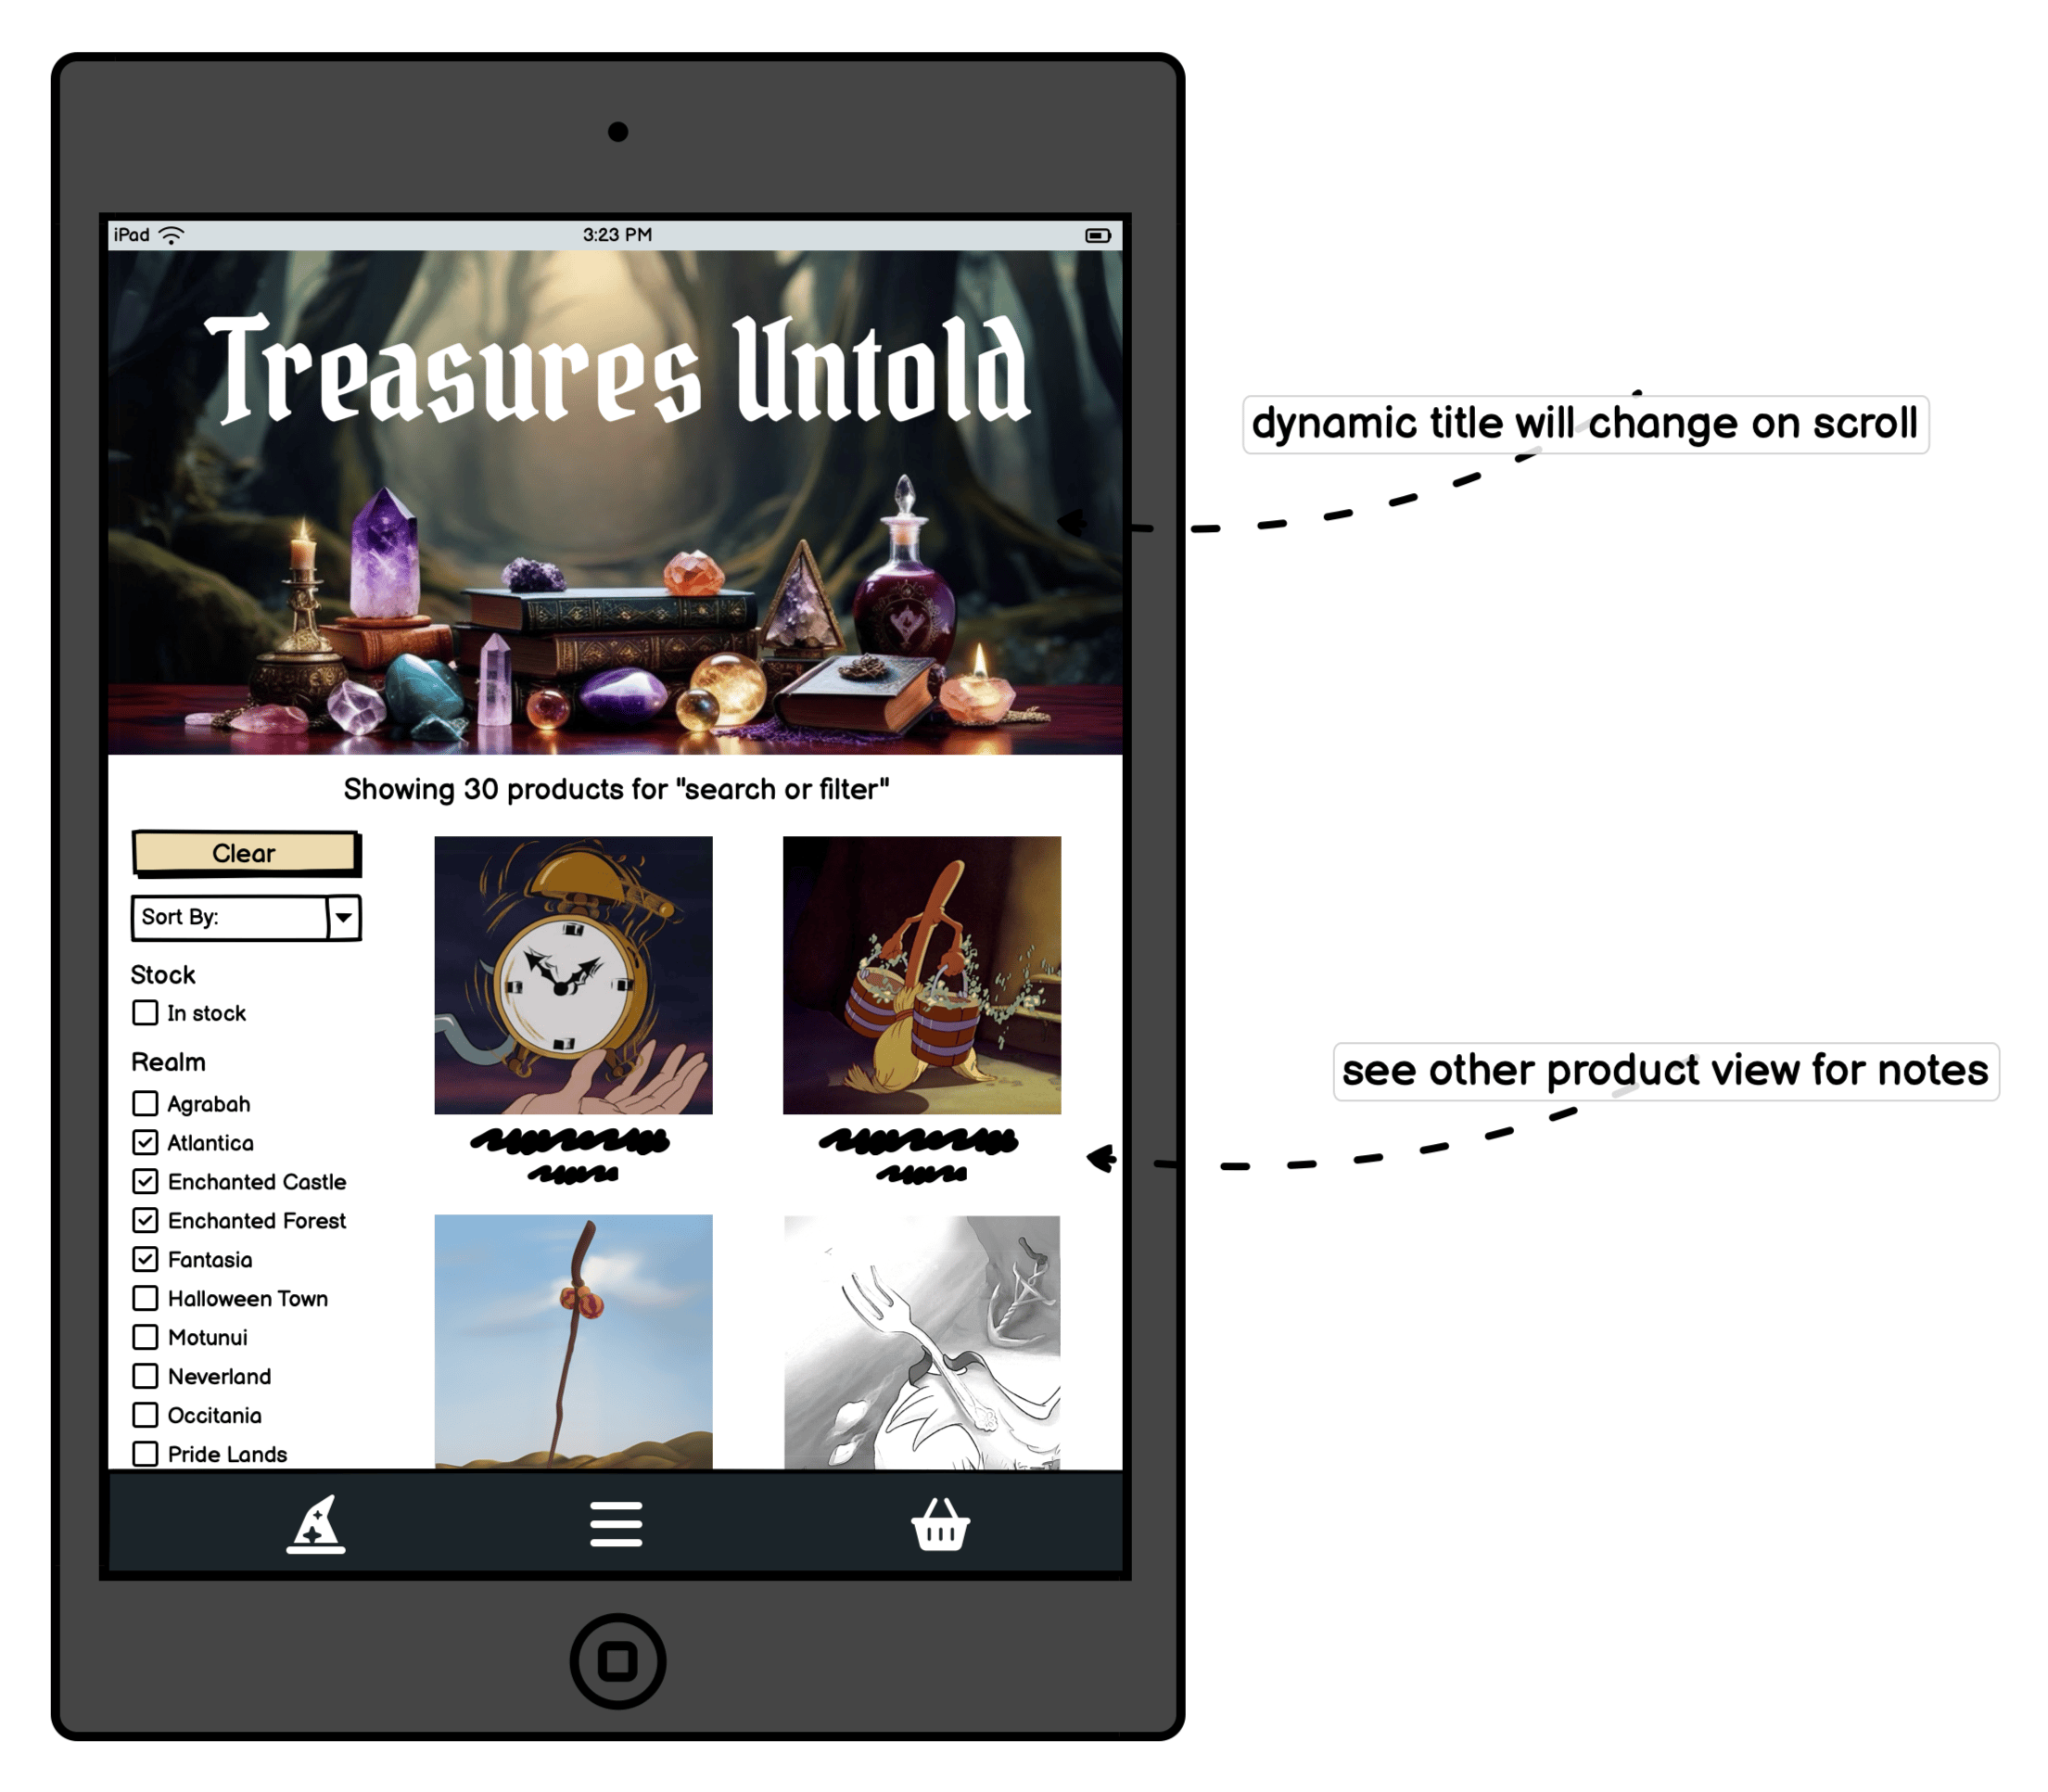 iPad
3:23 PM
Treasures Untold
dynamic title will change on scroll
Showing 30 products for "search or filter"
Clear
Sort By:
Stock
In stock
Realm
Agrabah
Atlantica
Enchanted Castle
Enchanted Forest
Fantasia
Halloween Town
Motunui
Neverland
Occitania
Pride Lands
see other product view for notes